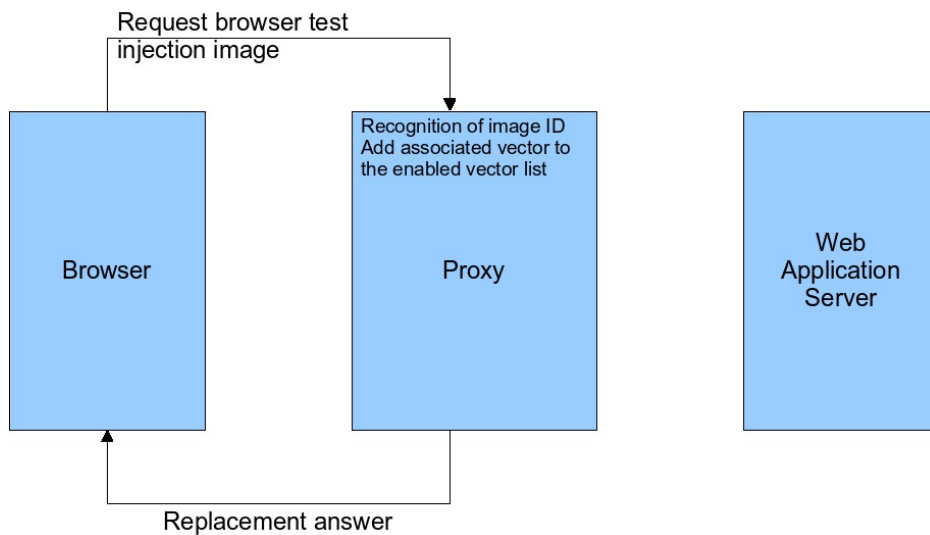 Request browser test
injection image
Recognition of image ID
Add associated vector to
the enabled vector list
Browser
Proxy
Web
Application
Server
Replacement answer